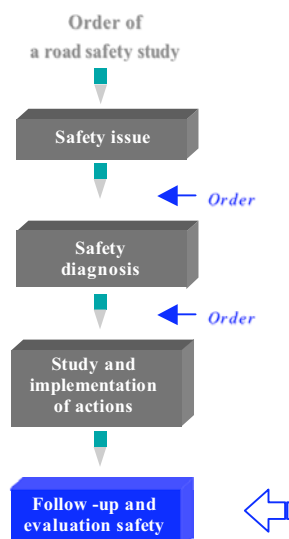 Order of
a road safety study
Safety issue
Order
Safety
diagnosis
Order
Study and
implementation
of actions
Follow -up and
evaluation safety